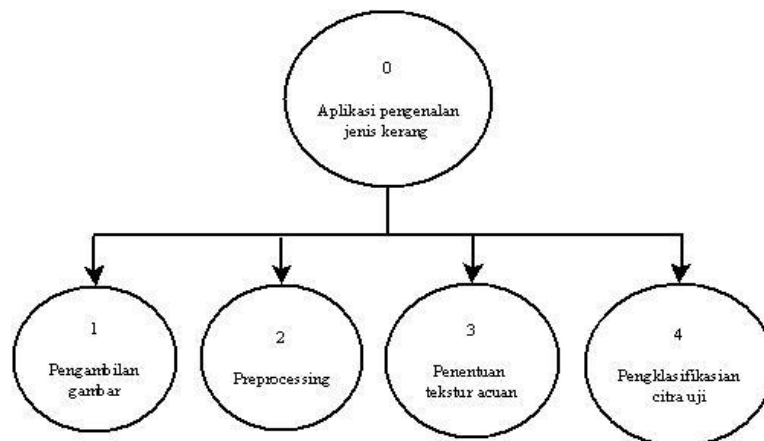 0
Aplikasi pengenalan
jenis kerang
1
Pengambilan
gambar
2
Preprocessing
3
Penentuan
tekstur acuan
4
Pengklasifikasian
citra uji